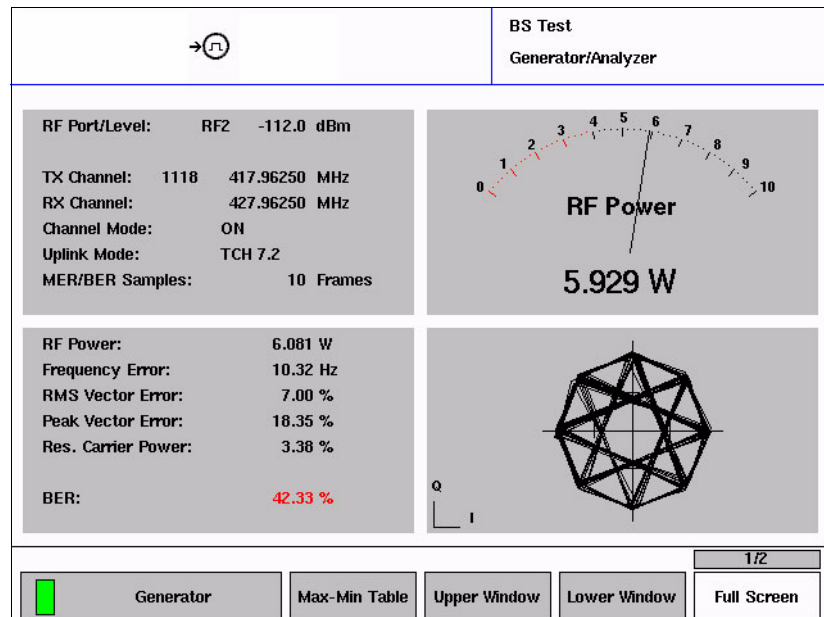 BS Test
Generator/Analyzer
RF Port/Level: RF2 -112.0 dBm
TX Channel: 1118 417.96250 MHz
RX Channel: 427.96250 MHz
Channel Mode: ON
Uplink Mode: TCH 7.2
MER/BER Samples: 10 Frames
0 1 2 3 4 5 6 7 8 9 10
RF Power
5.929 W
RF Power: 6.081 W
Frequency Error: 10.32 Hz
RMS Vector Error: 7.00 %
Peak Vector Error: 18.35 %
Res. Carrier Power: 3.38 %
BER: 42.33 %
Q
I
1/2
Generator
Max-Min Table
Upper Window
Lower Window
Full Screen